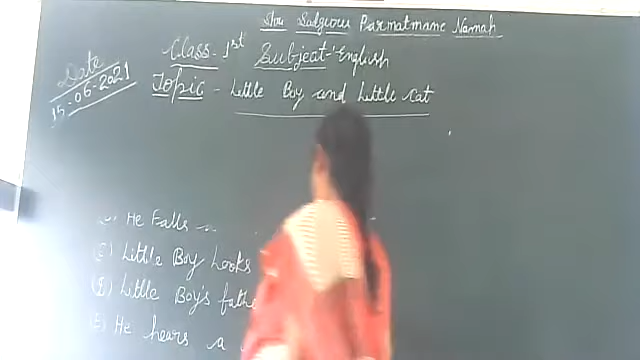 Shri Sadguros Parmatmane Namah
Class - 1st Subject - English
Date
15-06-2021
Topic - Little Boy and Little Cat
He Falls
(C) Little Boy Looks
(D) Little Boy's fathe
(E) He hears a